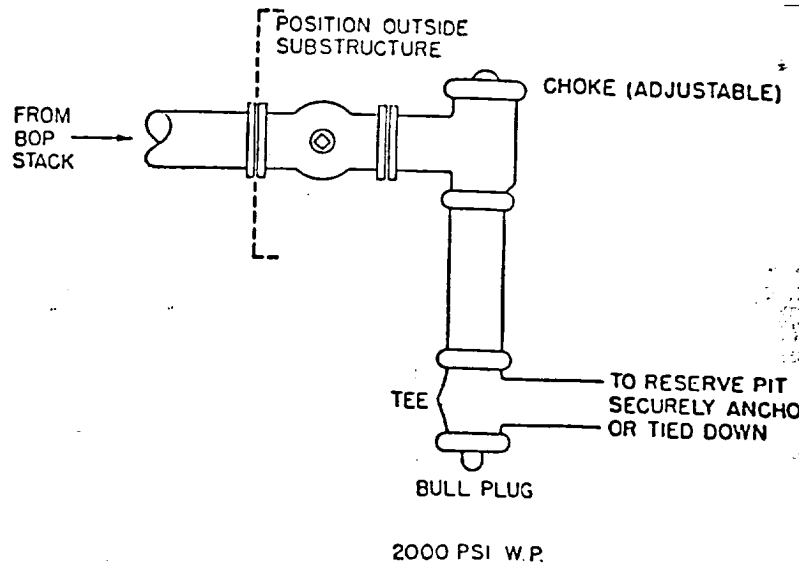 POSITION OUTSIDE
SUBSTRUCTURE
CHOKE (ADJUSTABLE)
FROM
BOP
STACK
TEE
TO RESERVE PIT
SECURELY ANCHO
OR TIED DOWN
BULL PLUG
2000 PSI W.P.